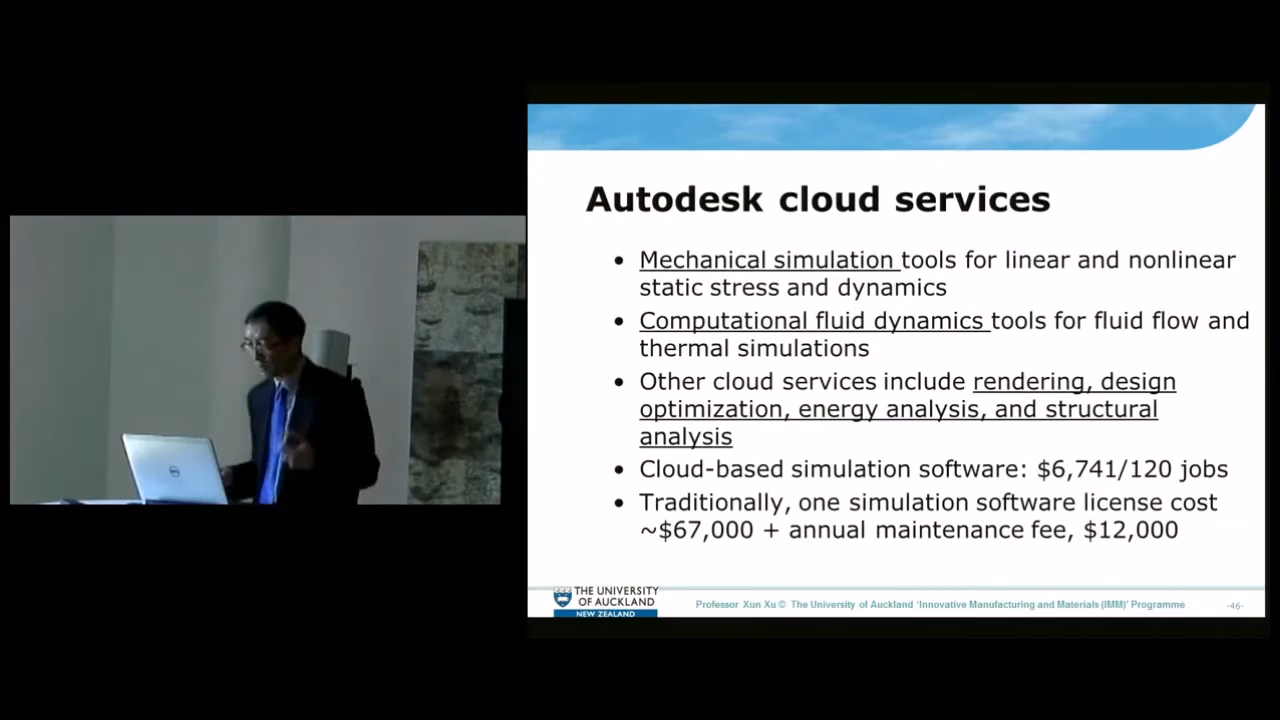 Autodesk cloud services
• Mechanical simulation tools for linear and nonlinear
static stress and dynamics
• Computational fluid dynamics tools for fluid flow and
thermal simulations
• Other cloud services include rendering, design
optimization, energy analysis, and structural
analysis
• Cloud-based simulation software: $6,741/120 jobs
• Traditionally, one simulation software license cost
~$67,000 + annual maintenance fee, $12,000
THE UNIVERSITY
OF AUCKLAND
NEW ZEALAND
Professor Xun Xu © The University of Auckland ‘Innovative Manufacturing and Materials (IMM)’ Programme
-46-
DELL